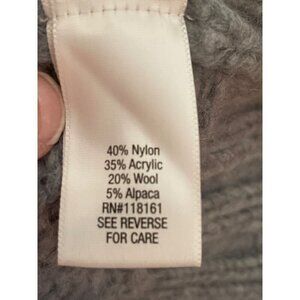 40% Nylon
35% Acrylic
20% Wool
5% Alpaca
RN#118161
SEE REVERSE
FOR CARE